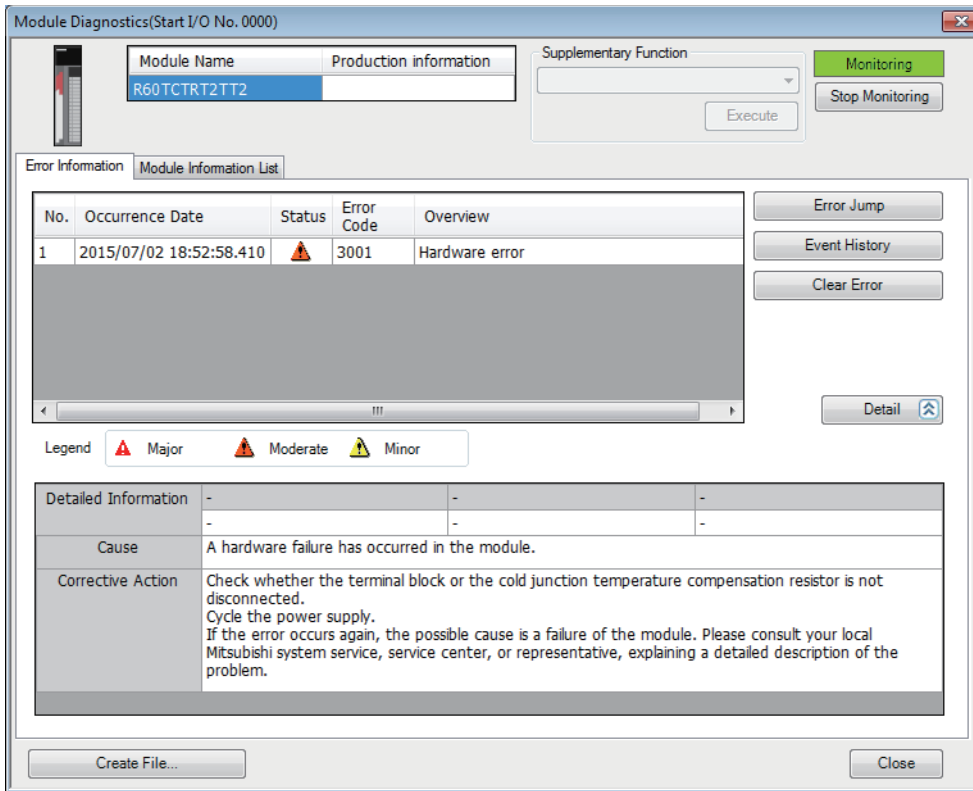 Module Diagnostics(Start I/O No. 0000)
Module Name Production information
R60TCTRT2TT2
Supplementary Function
Execute
Monitoring
Stop Monitoring
Error Information Module Information List
No. Occurrence Date Status Error Code Overview
1 2015/07/02 18:52:58.410 3001 Hardware error
Error Jump
Event History
Clear Error
Detail
Legend Major Moderate Minor
Detailed Information - - -
- - -
Cause A hardware failure has occurred in the module.
Corrective Action Check whether the terminal block or the cold junction temperature compensation resistor is not
disconnected.
Cycle the power supply.
If the error occurs again, the possible cause is a failure of the module. Please consult your local
Mitsubishi system service, service center, or representative, explaining a detailed description of the
problem.
Create File...
Close